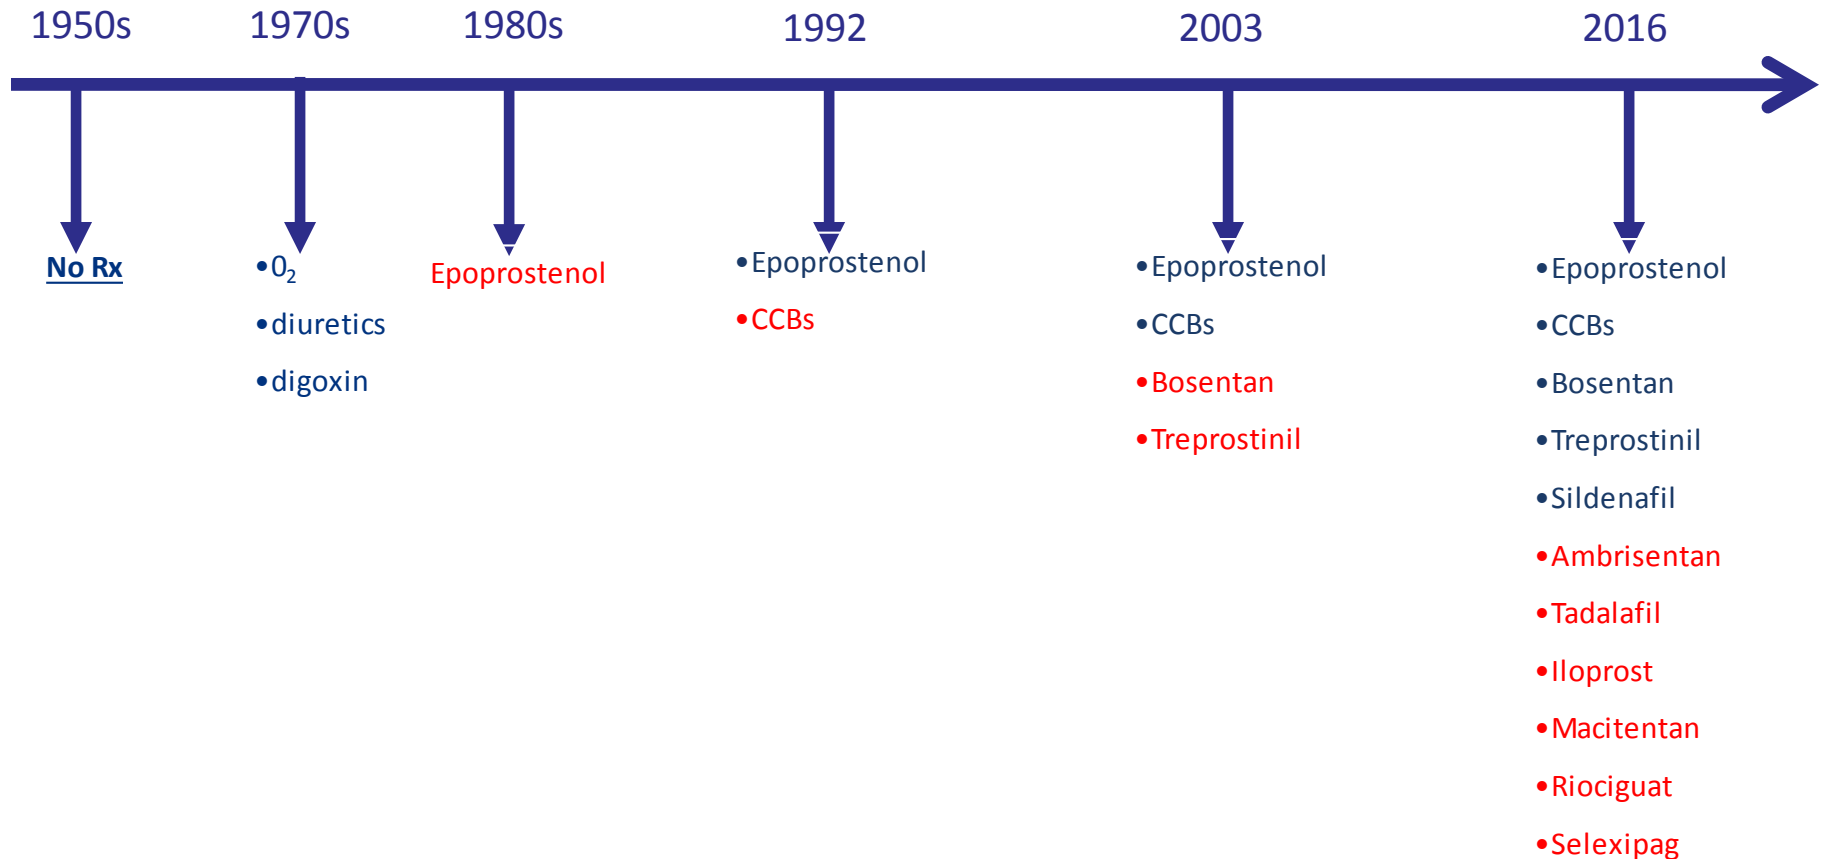 1950s 1970s 1980s 1992 2003 2016
No Rx
•0₂
•diuretics
•digoxin
Epoprostenol
•Epoprostenol
•CCBs
•Epoprostenol
•CCBs
•Bosentan
•Treprostinil
•Epoprostenol
•CCBs
•Bosentan
•Treprostinil
•Sildenafil
•Ambrisentan
•Tadalafil
•Iloprost
•Macitentan
•Riociguat
•Selexipag